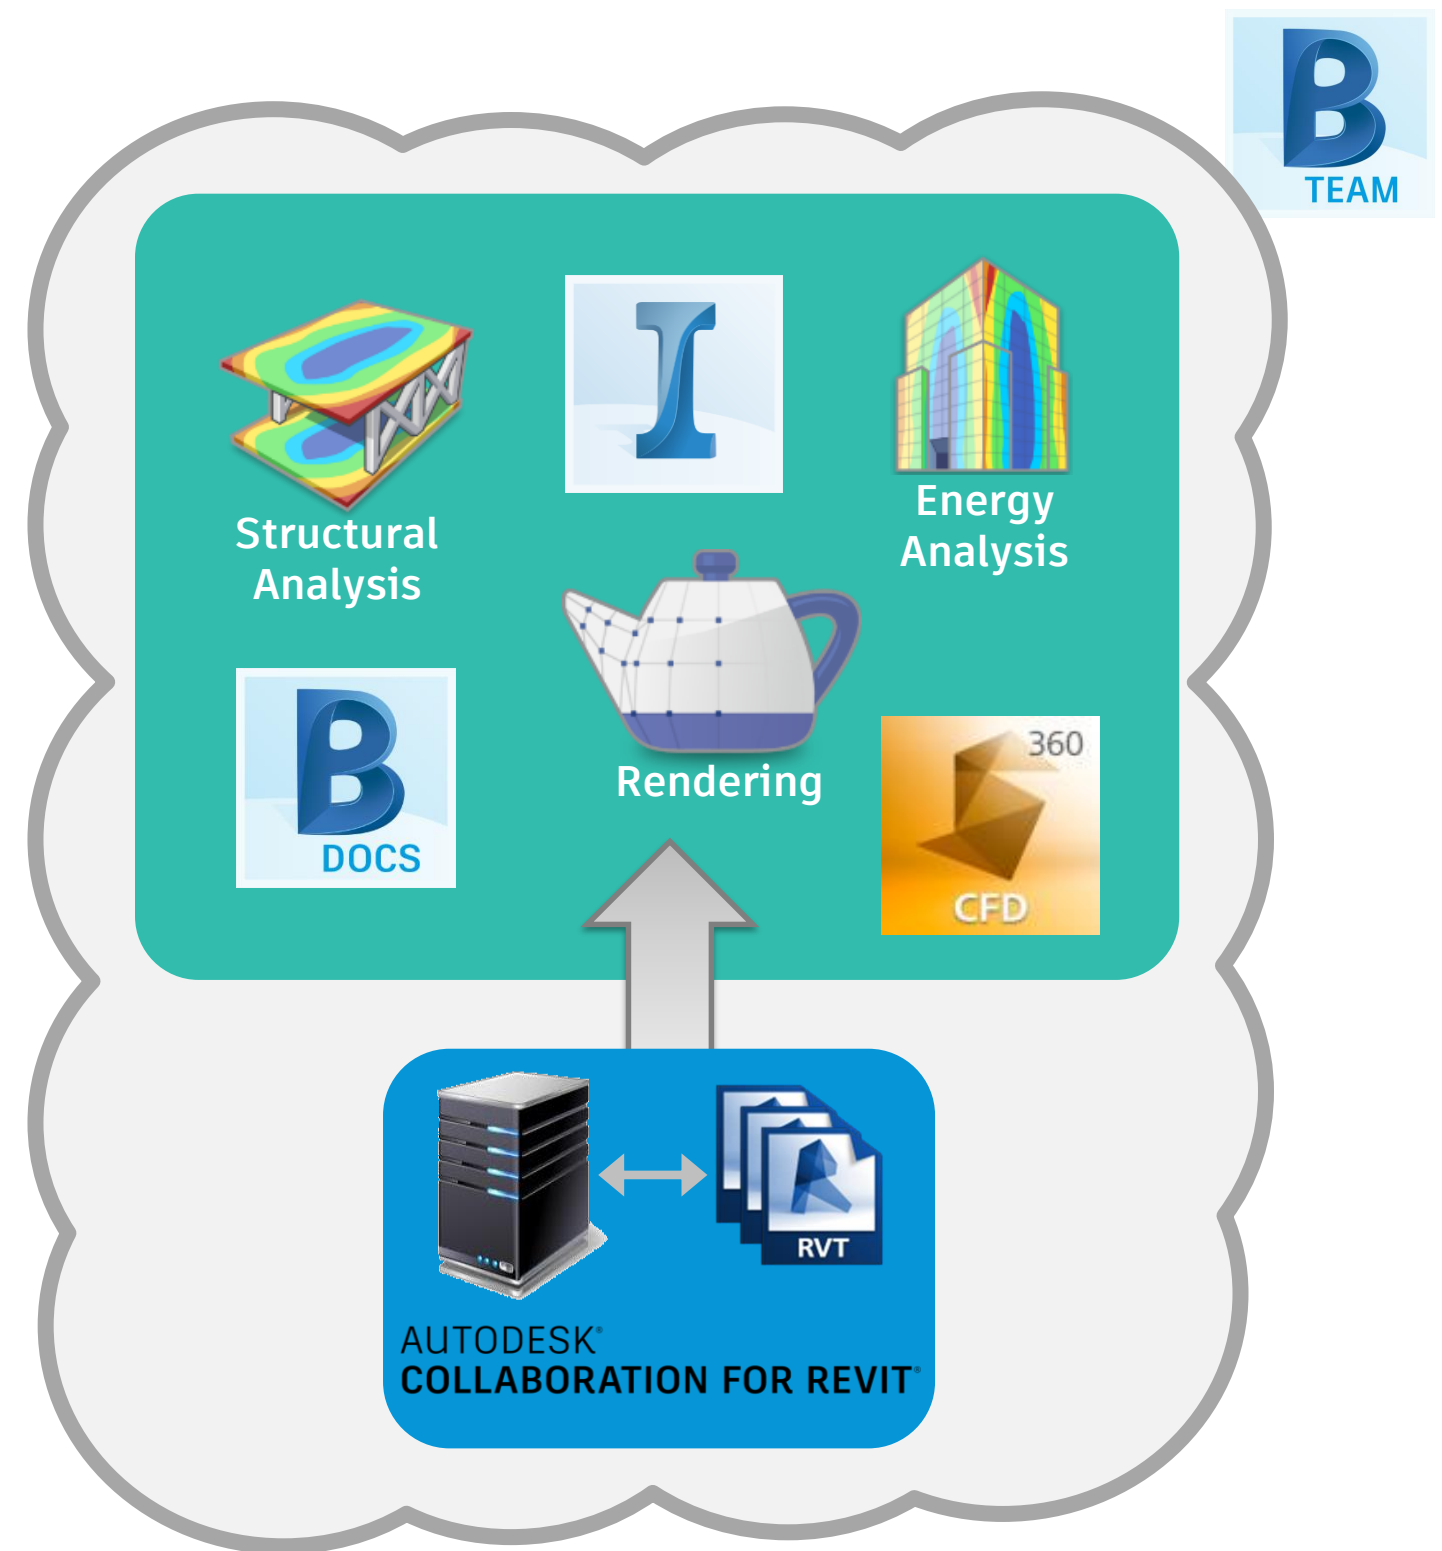 B
TEAM
I
Structural
Analysis
Energy
Analysis
B
DOCS
Rendering
360
CFD
RVT
AUTODESK®
COLLABORATION FOR REVIT®